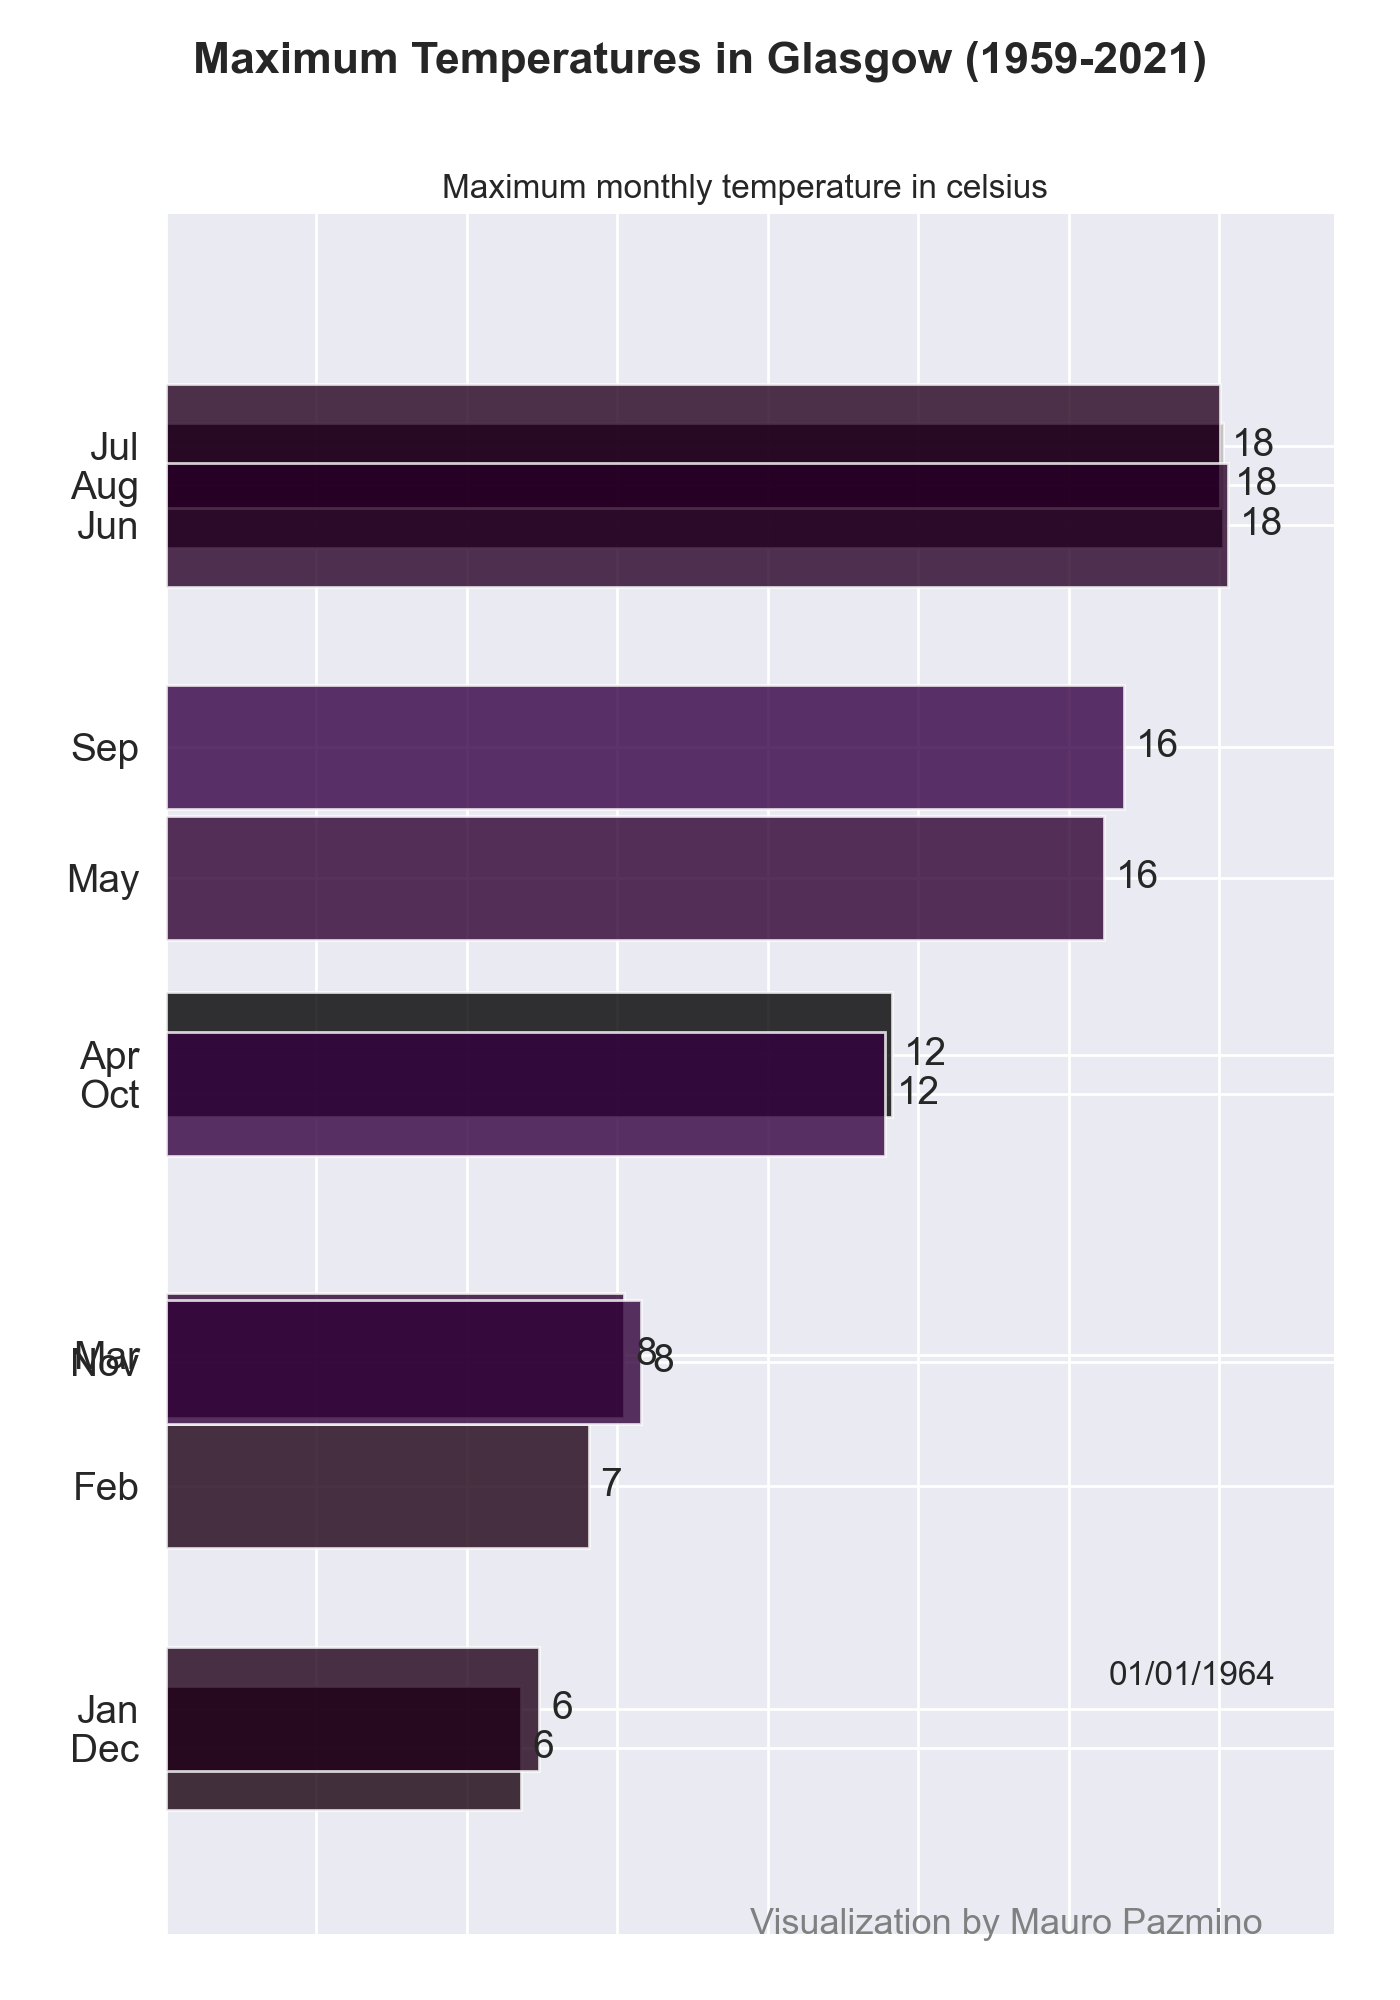 Maximum Temperatures in Glasgow (1959-2021)
Maximum monthly temperature in celsius
Jul 18
Aug 18
Jun 18
Sep 16
May 16
Apr 12
Oct 12
Mar 8
Nov 8
Feb 7
01/01/1964
Jan 6
Dec 6
Visualization by Mauro Pazmino